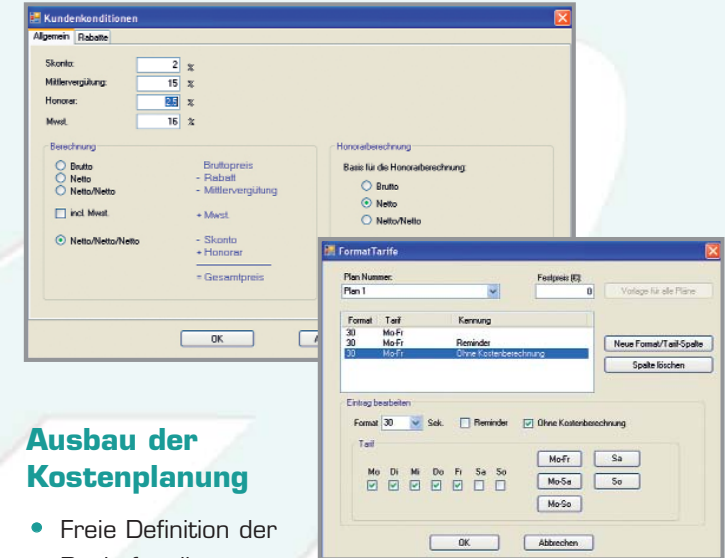 Kundenkonditionen
Allgemein Rabatte
Skonto: 2 %
Mittlervergütung: 15 %
Honorar: 2,5 %
Mwst. 16 %
Berechnung
Brutto Bruttopreis
Netto - Rabatt
Netto/Netto - Mittlervergütung
incl. Mwst. + Mwst.
Netto/Netto/Netto - Skonto
+ Honorar
= Gesamtpreis
Honorarberechnung
Basis für die Honorarberechnung:
Brutto
Netto
Netto/Netto
OK
FormatTarife
Plan Nummer: Festpreis [€]:
Plan 1 0 Vorlage für alle Pläne
Format Tarif Kennung
30 Mo-Fr
30 Mo-Fr Reminder
30 Mo-Fr Ohne Kostenberechnung
Neue Format/Tarif-Spalte
Spalte löschen
Eintrag bearbeiten
Format 30 Sek. Reminder Ohne Kostenberechnung
Tarif
Mo Di Mi Do Fr Sa So
Mo-Fr Sa
Mo-Sa So
Mo-So
OK Abbrechen
Ausbau der
Kostenplanung
• Freie Definition der